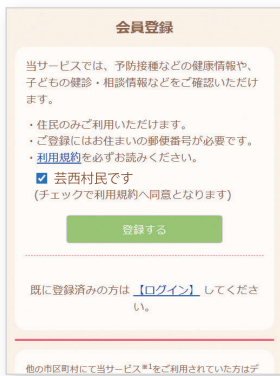 会員登録
当サービスでは、予防接種などの健康情報や、
子どもの健診・相談情報などをご確認いただけ
ます。
・住民のみご利用いただけます。
・ご登録にはお住まいの郵便番号が必要です。
・利用規約を必ずお読みください。
芸西村民です
(チェックで利用規約へ同意となります)
登録する
既に登録済みの方は 【ログイン】 してくださ
い。
他の市区町村にて当サービス※1をご利用されていた方はデ